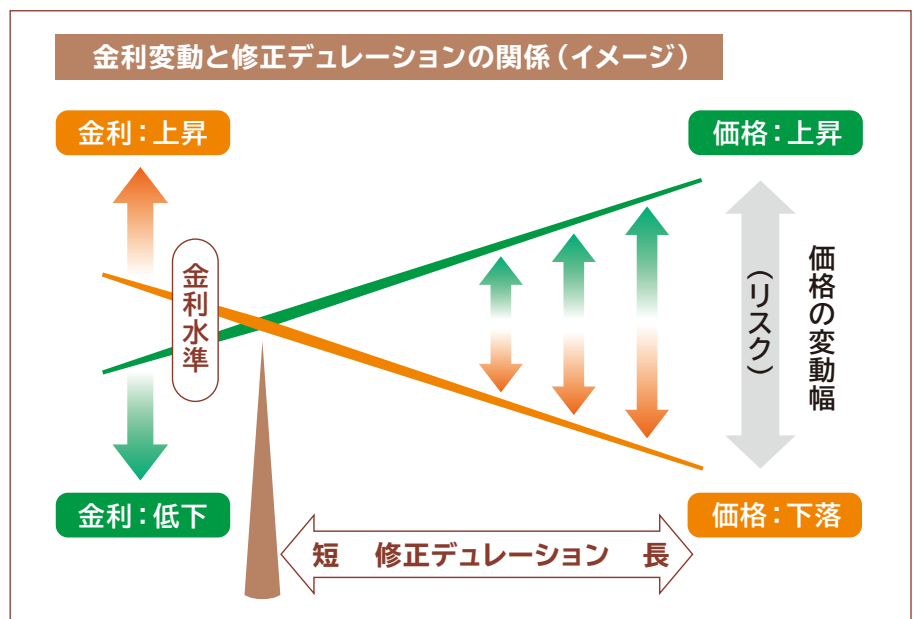 金利変動と修正デュレーションの関係（イメージ）
金利：上昇
価格：上昇
金利水準
（リスク）
価格の変動幅
金利：低下
価格：下落
短 修正デュレーション 長